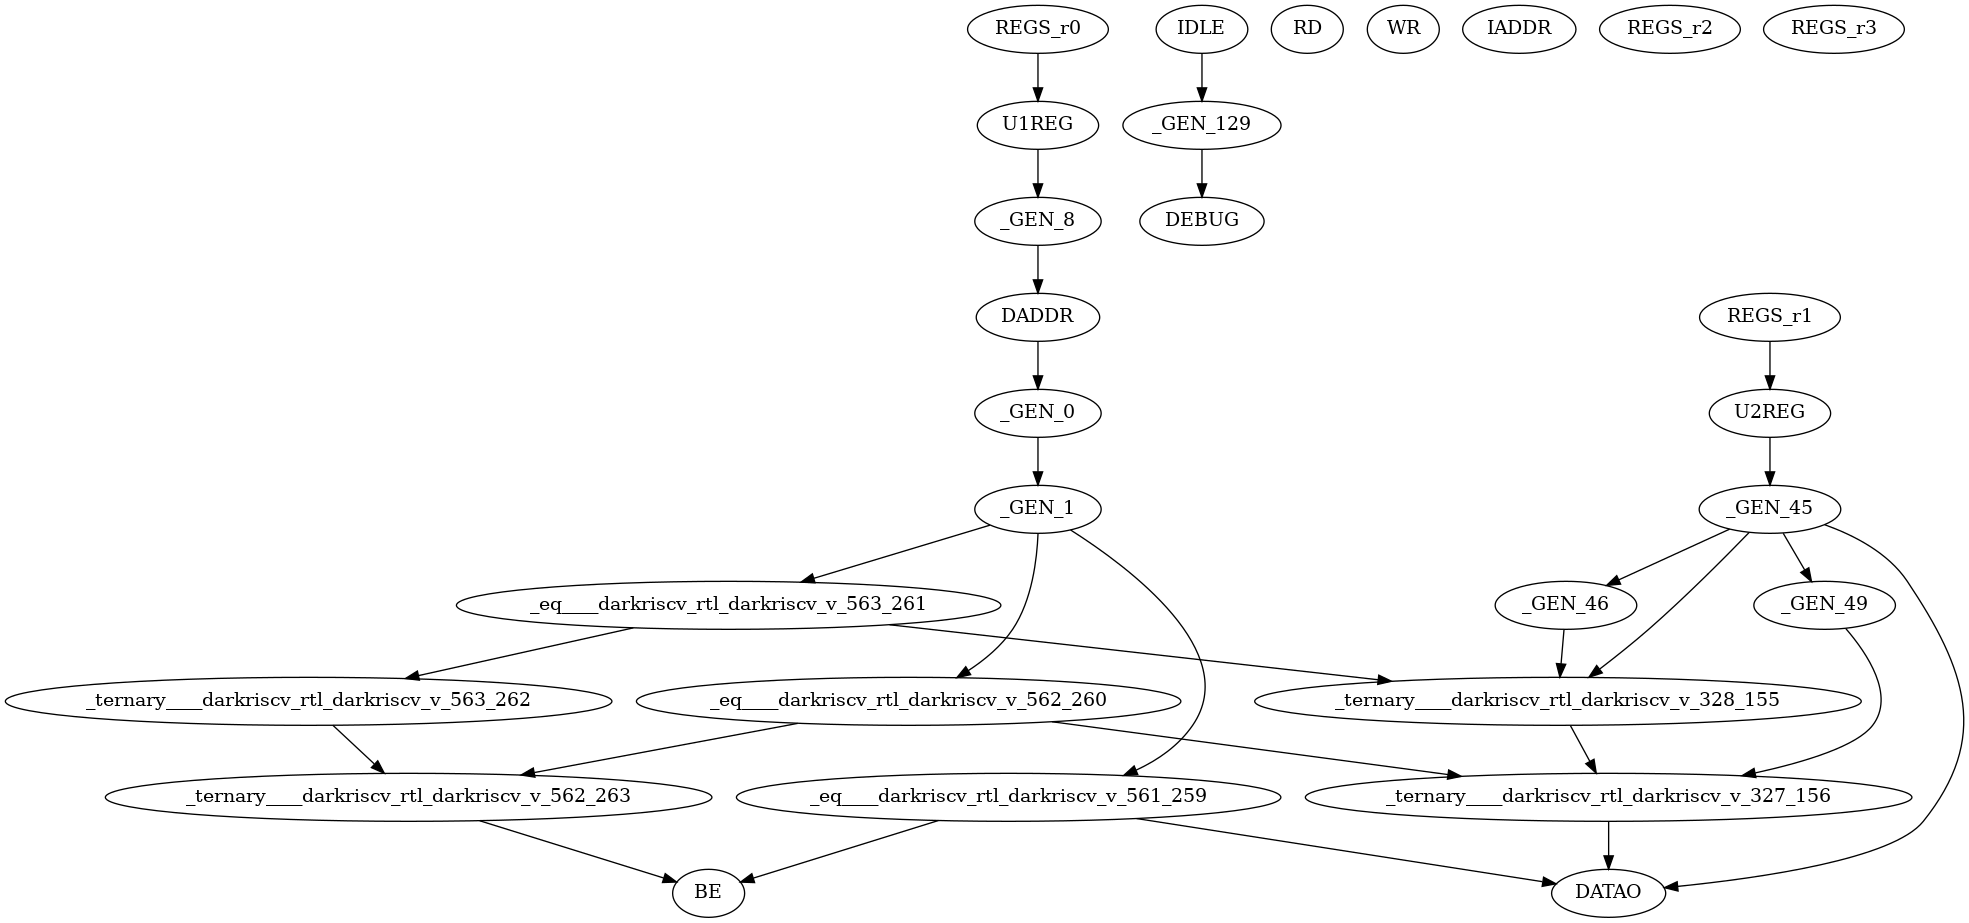 REGS_r0
IDLE
RD
WR
IADDR
REGS_r2
REGS_r3
U1REG
_GEN_129
_GEN_8
DEBUG
DADDR
REGS_r1
_GEN_0
U2REG
_GEN_1
_GEN_45
_eq____darkriscv_rtl_darkriscv_v_563_261
_GEN_46
_GEN_49
_ternary____darkriscv_rtl_darkriscv_v_563_262
_eq____darkriscv_rtl_darkriscv_v_562_260
_ternary____darkriscv_rtl_darkriscv_v_328_155
_ternary____darkriscv_rtl_darkriscv_v_562_263
_eq____darkriscv_rtl_darkriscv_v_561_259
_ternary____darkriscv_rtl_darkriscv_v_327_156
BE
DATAO